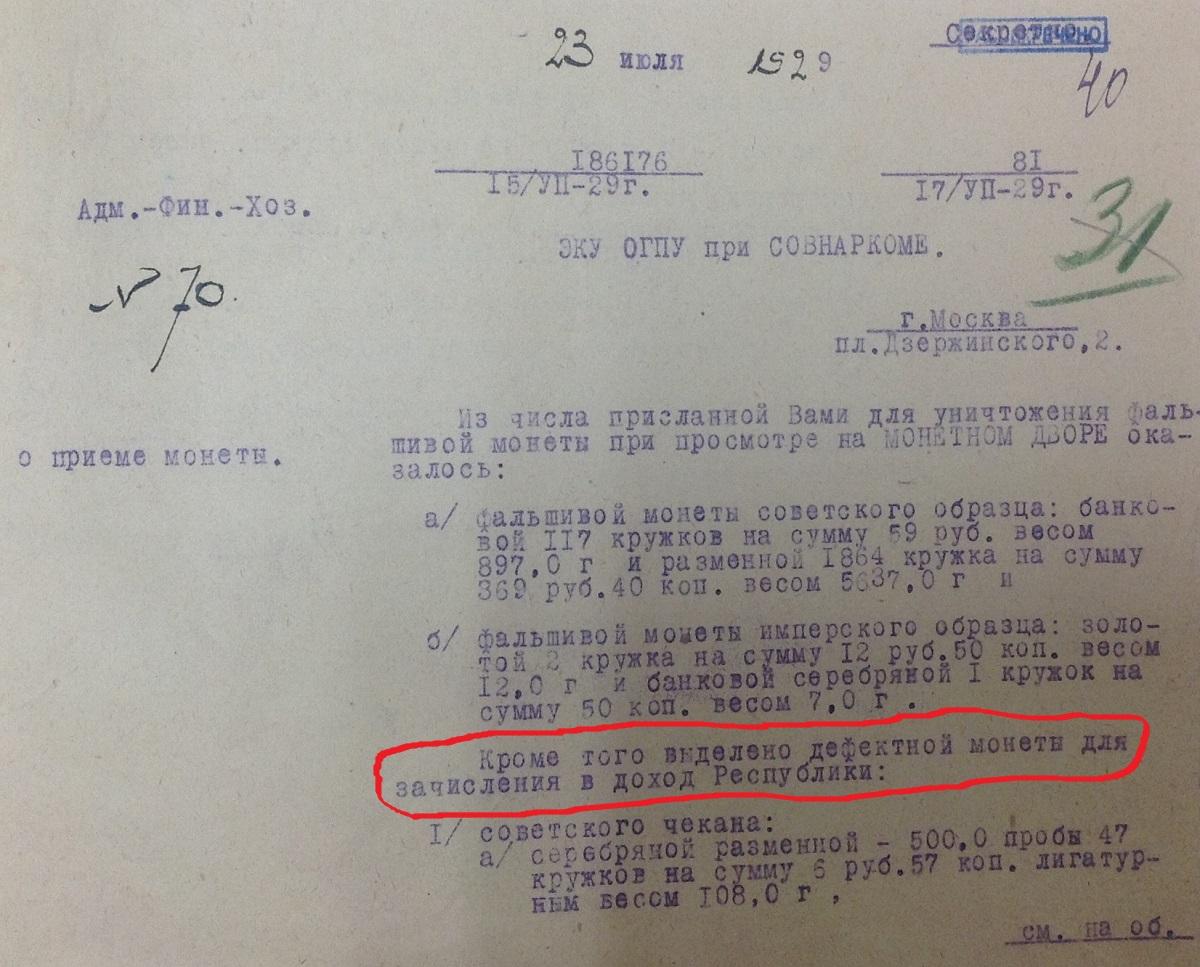 Секретно
23 июля 1929
40
186176
81
15/УП-29г.
17/УП-29г.
31
Адм.-Фин.-Хоз.
ЭКУ ОГПУ при СОВНАРКОМЕ.
N 70.
г.Москва
пл.Дзержинского,2.
о приеме монеты.
Из числа присланной Вами для уничтожения фаль-
шивой монеты при просмотре на МОНЕТНОМ ДВОРЕ ока-
залось:
а/ фальшивой монеты советского образца: банко-
вой 117 кружков на сумму 59 руб. весом
897,0 г и разменной 1864 кружка на сумму
369 руб.40 коп. весом 5637,0 г и
б/ фальшивой монеты имперского образца: золо-
той 2 кружка на сумму 12 руб.50 коп. весом
12,0 г и банковой серебряной I кружок на
сумму 50 коп. весом 7,0 г .
Кроме того выделено дефектной монеты для
зачисления в доход Республики:
I/ советского чекана:
а/ серебряной разменной - 500,0 пробы 47
кружков на сумму 6 руб.57 коп. лигатур-
ным весом 108,0 г ,
см. на об.